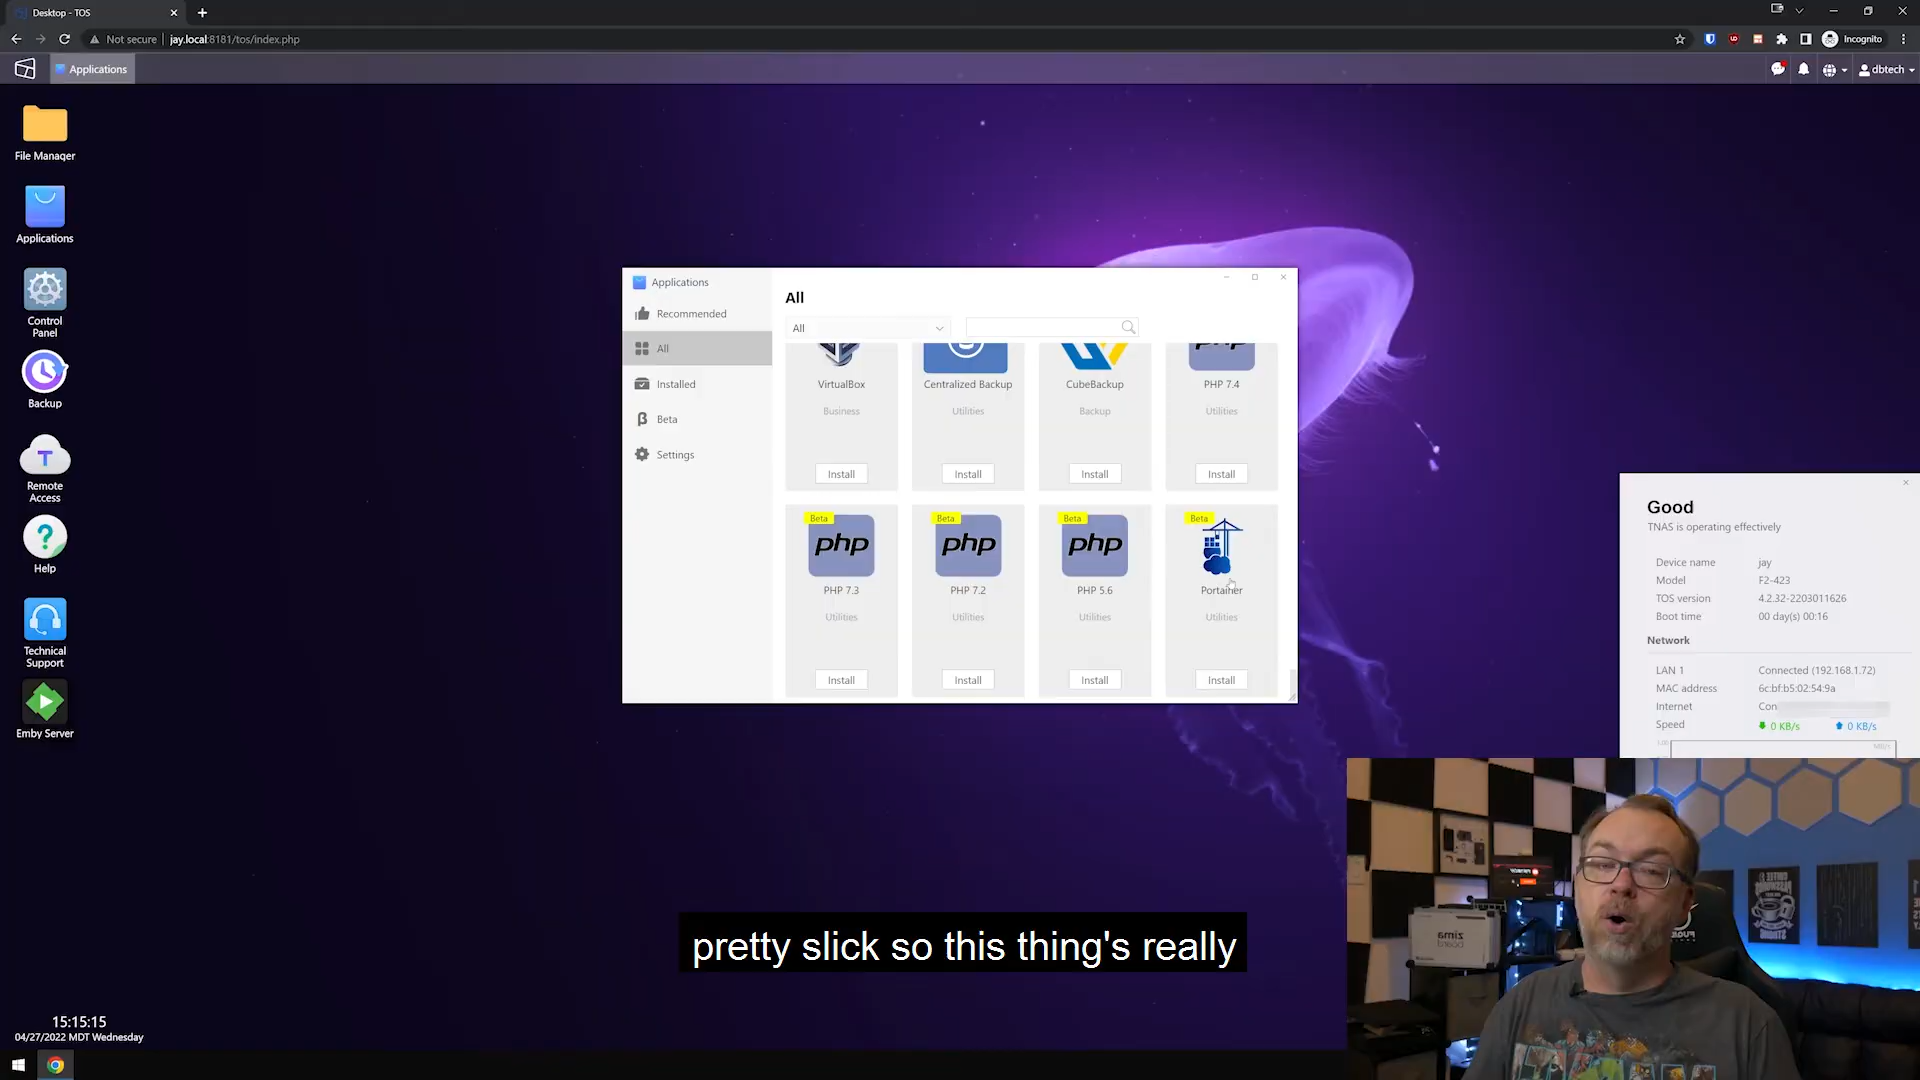 Desktop - TOS
Not secure
jay.local:8181/tos/index.php
Incognito
Applications
dbtech
File Manager
Applications
Control
Panel
Backup
T
Remote
Access
?
Help
Technical
Support
Emby Server
Applications
Recommended
All
Installed
β
Beta
Settings
All
All
VirtualBox
Centralized Backup
CubeBackup
PHP 7.4
Business
Utilities
Backup
Utilities
Install
Install
Install
Install
Beta
Beta
Beta
Beta
php
php
php
PHP 7.3
PHP 7.2
PHP 5.6
Portainer
Utilities
Utilities
Utilities
Utilities
Install
Install
Install
Install
Good
TNAS is operating effectively
Device name jay
Model F2-423
TOS version 4.2.32-2203011626
Boot time 00 day(s) 00:16
Network
LAN 1 Connected (192.168.1.72)
MAC address 6c:bf:b5:02:54:9a
Internet Con
Speed 0 KB/s 0 KB/s
1.00
MB/s
zima
board
pretty slick so this thing's really
15:15:15
04/27/2022 MDT Wednesday